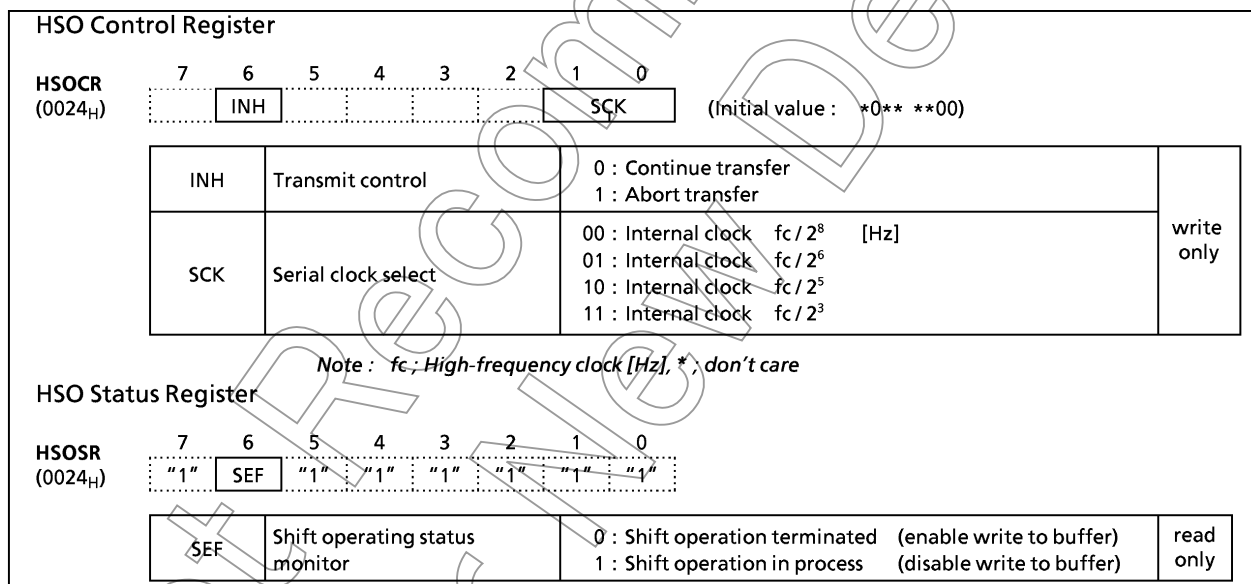 HSO Control Register
7 6 5 4 3 2 1 0
HSOCR
(0024H) INH SCK (Initial value : *0** **00)
INH Transmit control 0 : Continue transfer
1 : Abort transfer
write only
SCK Serial clock select 00 : Internal clock fc / 2⁸ [Hz]
01 : Internal clock fc / 2⁶
10 : Internal clock fc / 2⁵
11 : Internal clock fc / 2³
Note : fc ; High-frequency clock [Hz], * ; don't care
HSO Status Register
7 6 5 4 3 2 1 0
HSOSR
(0024H) "1" SEF "1" "1" "1" "1" "1" "1"
SEF Shift operating status monitor 0 : Shift operation terminated (enable write to buffer)
1 : Shift operation in process (disable write to buffer)
read only